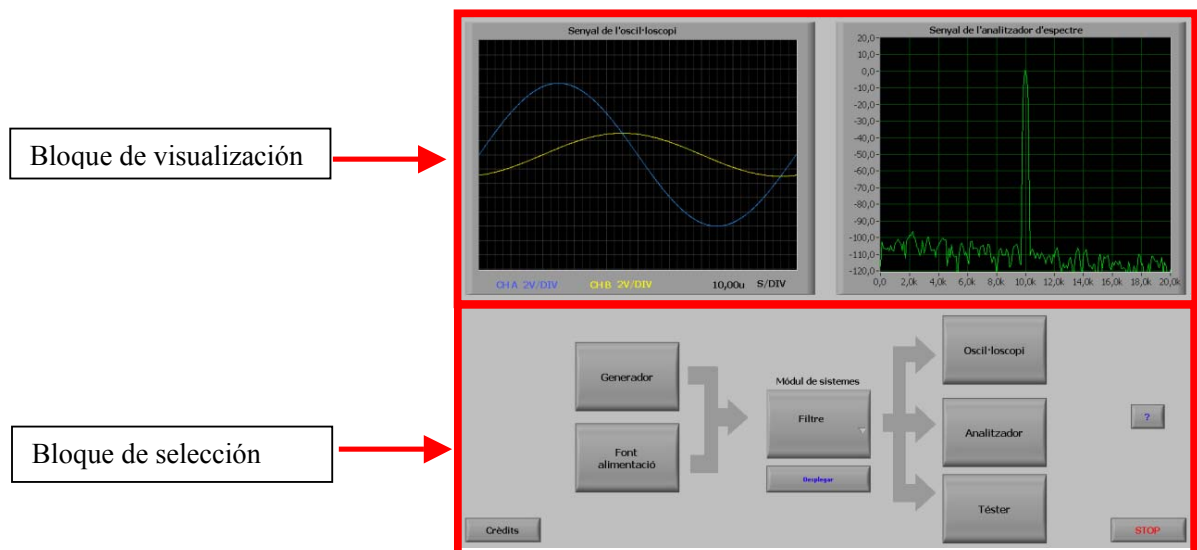 Bloque de visualización
Senyal de l'oscil·loscopi
CH A 2V/DIV CH B 2V/DIV 10,00u S/DIV
Senyal de l'analitzador d'espectre
20,0
10,0
0,0
-10,0
-20,0
-30,0
-40,0
-50,0
-60,0
-70,0
-80,0
-90,0
-100,0
-110,0
-120,0
0,0 2,0k 4,0k 6,0k 8,0k 10,0k 12,0k 14,0k 16,0k 18,0k 20,0k
Bloque de selección
Generador
Font
alimentació
Módul de sistemes
Filtre
Desplegar
Oscil·loscopi
Analitzador
Téster
?
Crèdits
STOP